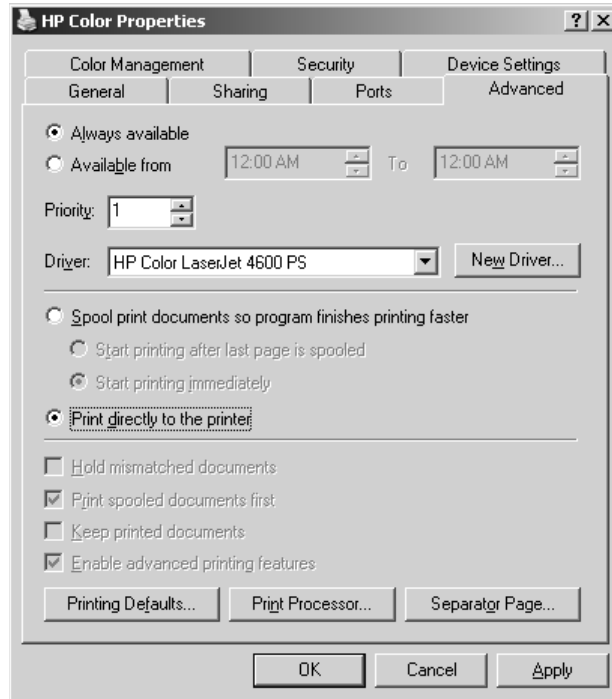 HP Color Properties
Color Management Security Device Settings
General Sharing Ports Advanced
Always available
Available from 12:00 AM To 12:00 AM
Priority: 1
Driver: HP Color LaserJet 4600 PS New Driver...
Spool print documents so program finishes printing faster
Start printing after last page is spooled
Start printing immediately
Print directly to the printer
Hold mismatched documents
Print spooled documents first
Keep printed documents
Enable advanced printing features
Printing Defaults... Print Processor... Separator Page...
OK Cancel Apply